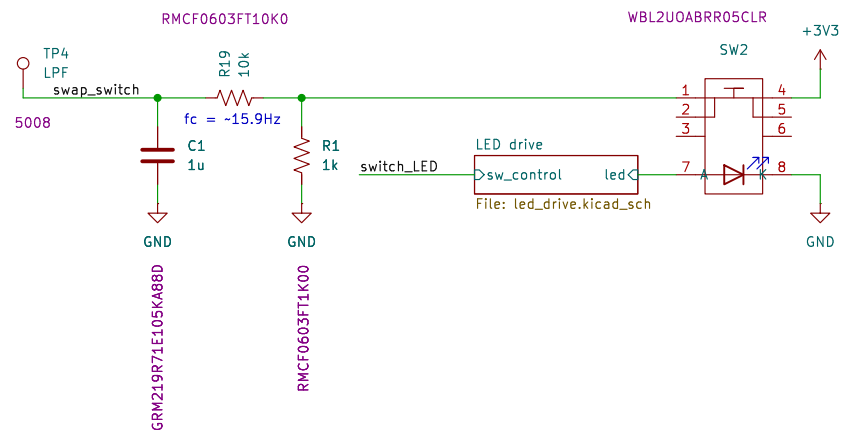 RMCF0603FT10K0
WBL2UOABRR05CLR
+3V3
TP4
LPF
R19
10k
SW2
swap_switch
1
4
2
5
3
6
5008
fc = ~15.9Hz
C1
1u
R1
1k
LED drive
switch_LED
sw_control
led
7
A
K
8
File: led_drive.kicad_sch
GND
GND
GND
GRM219R71E105KA88D
RMCF0603FT1K00